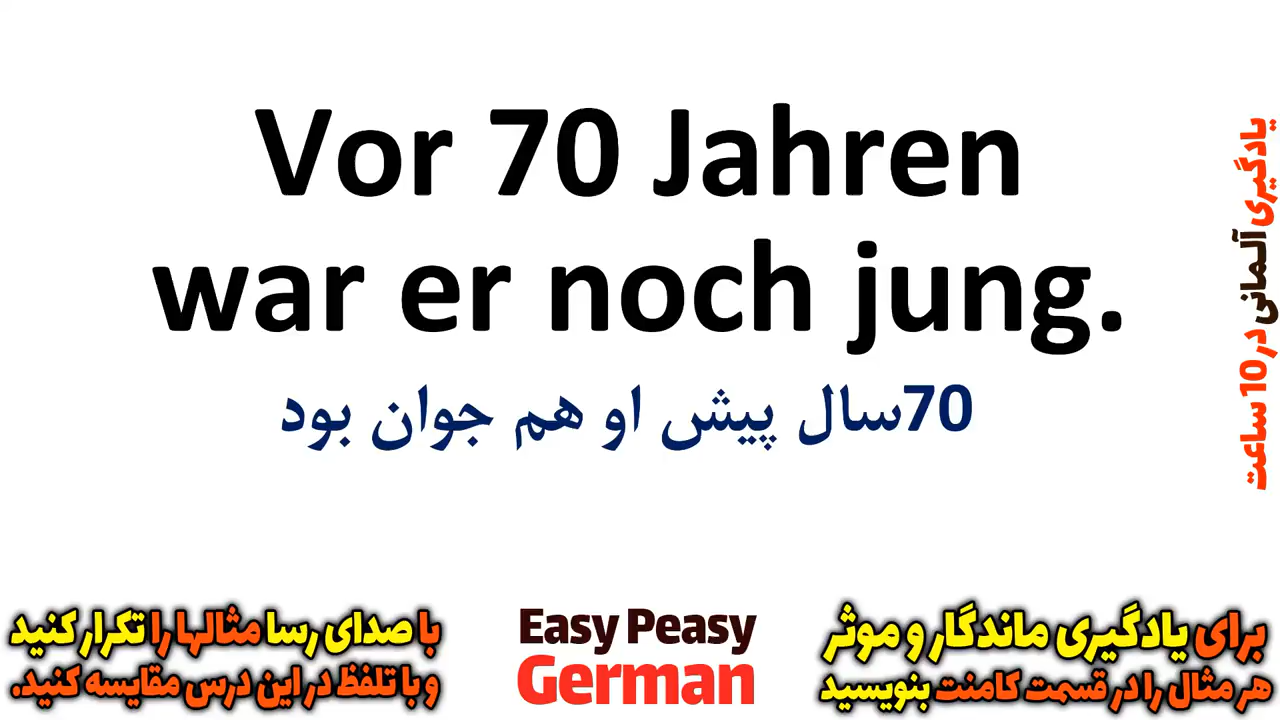 Vor 70 Jahren
war er noch jung.
70سال پیش او هم جوان بود
یادگیری آلمانی در 10 ساعت
با صدای رسا مثالها را تکرار کنید
و با تلفظ در این درس مقایسه کنید.
Easy Peasy
German
برای یادگیری ماندگار و موثر
هر مثال را در قسمت کامنت بنویسید